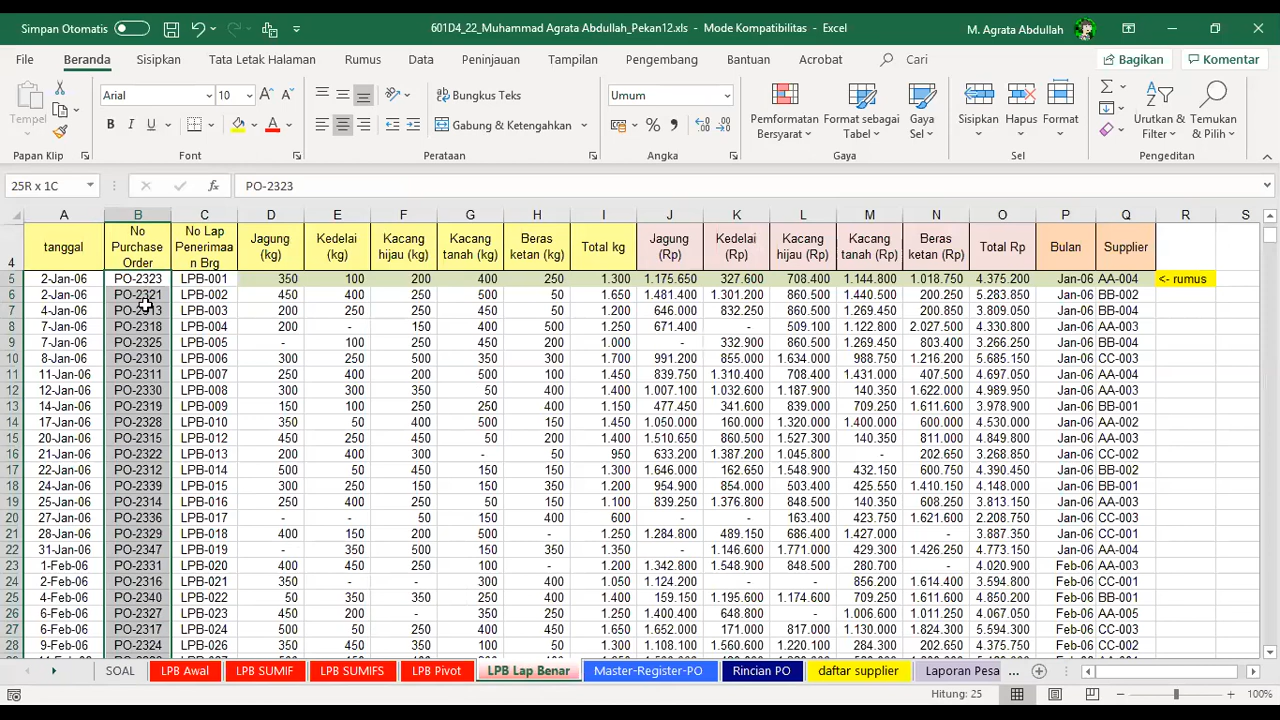 Simpan Otomatis
601D4_22_Muhammad Agrata Abdullah_Pekan12.xls - Mode Kompatibilitas - Excel
M. Agrata Abdullah
File Beranda Sisipkan Tata Letak Halaman Rumus Data Peninjauan Tampilan Pengembang Bantuan Acrobat Cari Bagikan Komentar
Tempel Arial 10 Bungkus Teks Gabung & Ketengahkan Umum Pemformatan Bersyarat Format sebagai Tabel Gaya Sel Sisipkan Hapus Format Urutkan & Filter Temukan & Pilih
Papan Klip Font Perataan Angka Gaya Sel Pengeditan
25R x 1C fx PO-2323
A B C D E F G H I J K L M N O P Q R S
4 tanggal No Purchase Order No Lap Penerimaa n Brg Jagung (kg) Kedelai (kg) Kacang hijau (kg) Kacang tanah (kg) Beras ketan (kg) Total kg Jagung (Rp) Kedelai (Rp) Kacang hijau (Rp) Kacang tanah (Rp) Beras ketan (Rp) Total Rp Bulan Supplier
5 2-Jan-06 PO-2323 LPB-001 350 100 200 400 250 1.300 1.175.650 327.600 708.400 1.144.800 1.018.750 4.375.200 Jan-06 AA-004 <- rumus
6 2-Jan-06 PO-2321 LPB-002 450 400 250 500 50 1.650 1.481.400 1.301.200 860.500 1.440.500 200.250 5.283.850 Jan-06 BB-002
7 4-Jan-06 PO-2313 LPB-003 200 250 250 450 50 1.200 646.000 832.250 860.500 1.269.450 200.850 3.809.050 Jan-06 BB-004
8 7-Jan-06 PO-2318 LPB-004 200 - 150 400 500 1.250 671.400 - 509.100 1.122.800 2.027.500 4.330.800 Jan-06 AA-003
9 7-Jan-06 PO-2325 LPB-005 - 100 250 450 200 1.000 - 332.900 860.500 1.269.450 803.400 3.266.250 Jan-06 BB-004
10 8-Jan-06 PO-2310 LPB-006 300 250 500 350 300 1.700 991.200 855.000 1.634.000 988.750 1.216.200 5.685.150 Jan-06 CC-003
11 11-Jan-06 PO-2311 LPB-007 250 400 200 500 100 1.450 839.750 1.310.400 708.400 1.431.000 407.500 4.697.050 Jan-06 AA-004
12 12-Jan-06 PO-2330 LPB-008 300 300 350 50 400 1.400 1.007.100 1.032.600 1.187.900 140.350 1.622.000 4.989.950 Jan-06 AA-003
13 14-Jan-06 PO-2319 LPB-009 150 100 250 250 400 1.150 477.450 341.600 839.000 709.250 1.611.600 3.978.900 Jan-06 BB-001
14 17-Jan-06 PO-2328 LPB-010 350 50 400 500 150 1.450 1.050.000 160.000 1.320.000 1.400.000 600.000 4.530.000 Jan-06 CC-004
15 20-Jan-06 PO-2315 LPB-012 450 250 450 50 200 1.400 1.510.650 860.500 1.527.300 140.350 811.000 4.849.800 Jan-06 AA-003
16 21-Jan-06 PO-2322 LPB-013 200 400 300 - 50 950 633.200 1.387.200 1.045.800 - 202.650 3.268.850 Jan-06 CC-002
17 22-Jan-06 PO-2312 LPB-014 500 50 450 150 150 1.300 1.646.000 162.650 1.548.900 432.150 600.750 4.390.450 Jan-06 BB-002
18 24-Jan-06 PO-2339 LPB-015 300 250 150 150 350 1.200 954.900 854.000 503.400 425.550 1.410.150 4.148.000 Jan-06 BB-001
19 25-Jan-06 PO-2314 LPB-016 250 400 250 50 150 1.100 839.250 1.376.800 848.500 140.350 608.250 3.813.150 Jan-06 AA-003
20 27-Jan-06 PO-2336 LPB-017 - - 50 150 400 600 - - 163.400 423.750 1.621.600 2.208.750 Jan-06 CC-003
21 28-Jan-06 PO-2329 LPB-018 400 150 200 500 - 1.250 1.284.800 489.150 686.400 1.427.000 - 3.887.350 Jan-06 CC-001
22 31-Jan-06 PO-2347 LPB-019 - 350 500 150 350 1.350 - 1.146.600 1.771.000 429.300 1.426.250 4.773.150 Jan-06 AA-004
23 1-Feb-06 PO-2331 LPB-020 400 450 250 100 - 1.200 1.342.800 1.548.900 848.500 280.700 - 4.020.900 Feb-06 AA-003
24 2-Feb-06 PO-2316 LPB-021 350 - - 300 400 1.050 1.124.200 - - 856.200 1.614.400 3.594.800 Feb-06 CC-001
25 4-Feb-06 PO-2340 LPB-022 50 350 350 250 400 1.400 159.150 1.195.600 1.174.600 709.250 1.611.600 4.850.200 Feb-06 BB-001
26 6-Feb-06 PO-2327 LPB-023 450 200 - 350 250 1.250 1.400.400 648.800 - 1.006.600 1.011.250 4.067.050 Feb-06 AA-005
27 6-Feb-06 PO-2317 LPB-024 500 50 250 400 450 1.650 1.652.000 171.000 817.000 1.130.000 1.824.300 5.594.300 Feb-06 CC-003
28 9-Feb-06 PO-2324 LPB-026 350 450 350 100 150 1.400 1.108.100 1.560.600 1.220.100 284.300 607.950 4.781.050 Feb-06 CC-002
SOAL LPB Awal LPB SUMIF LPB SUMIFS LPB Pivot LPB Lap Benar Master-Register-PO Rincian PO daftar supplier Laporan Pesa ...
Hitung: 25 100%